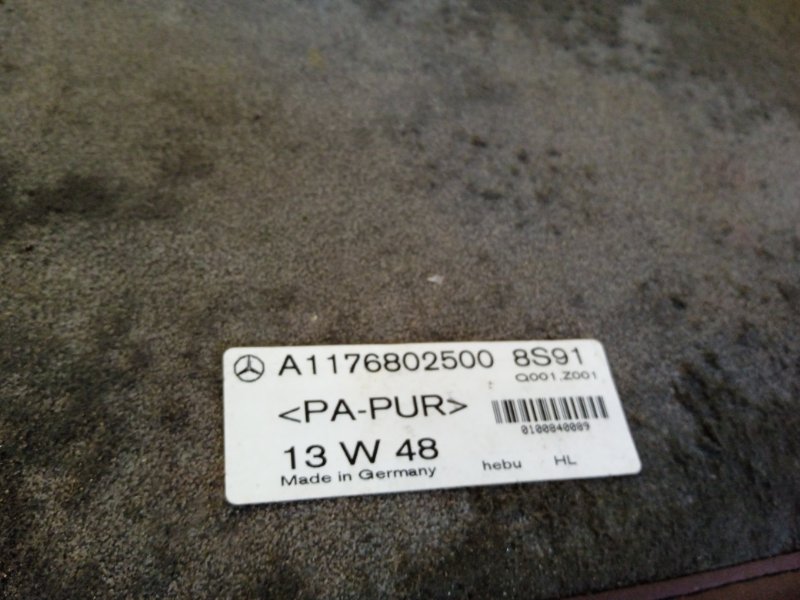 A1176802500 8S91
Q001.Z001
<PA-PUR>
0100840089
13 W 48
Made in Germany hebu HL